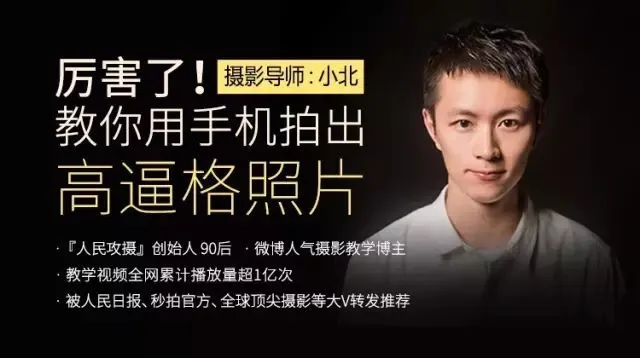 厉害了！ 摄影导师：小北
教你用手机拍出
高逼格照片
·『人民攻摄』创始人 90后 ·微博人气摄影教学博主
·教学视频全网累计播放量超1亿次
·被人民日报、秒拍官方、全球顶尖摄影等大V转发推荐